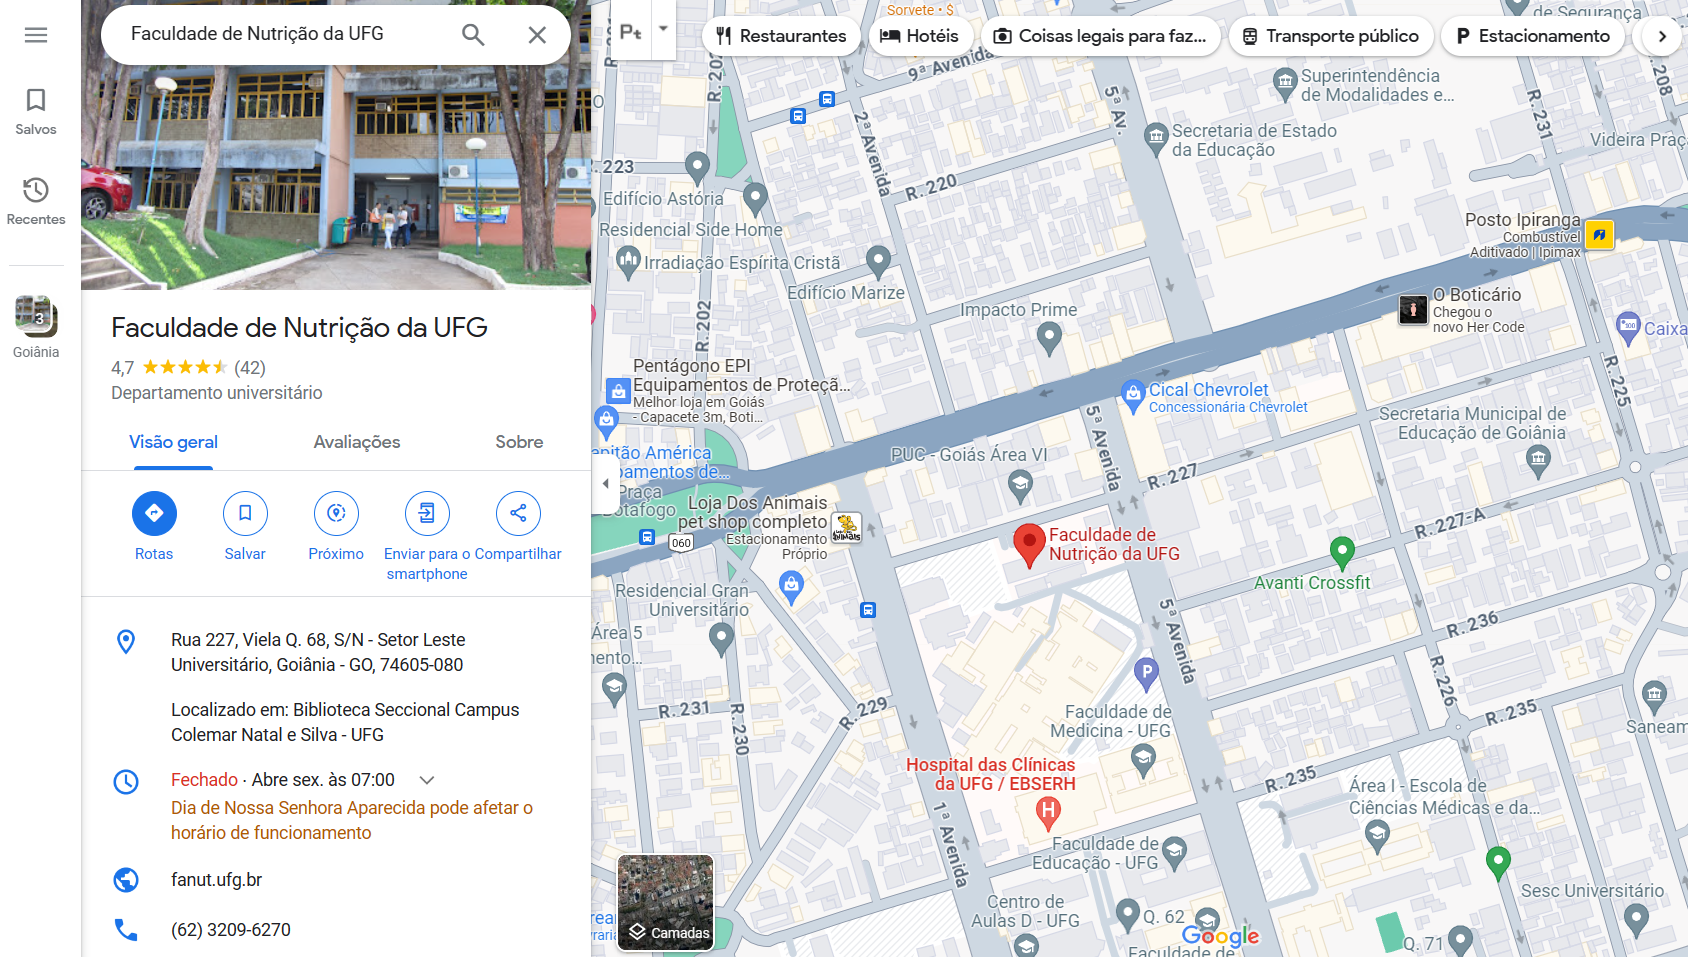 Faculdade de Nutrição da UFG
Salvos
Recentes
3
Goiânia
Faculdade de Nutrição da UFG
4,7 (42)
Departamento universitário
Visão geral
Avaliações
Sobre
Rotas
Salvar
Próximo
Enviar para o smartphone
Compartilhar
Rua 227, Viela Q. 68, S/N - Setor Leste
Universitário, Goiânia - GO, 74605-080
Localizado em: Biblioteca Seccional Campus
Colemar Natal e Silva - UFG
Fechado · Abre sex. às 07:00
Dia de Nossa Senhora Aparecida pode afetar o
horário de funcionamento
fanut.ufg.br
(62) 3209-6270
Sorvete • $
Restaurantes
Hotéis
Coisas legais para faz...
Transporte público
Estacionamento
de Segurança
9ª Avenida
R. 202
5ª Av.
Superintendência
de Modalidades e...
R. 208
R. 231
2ª Avenida
Secretaria de Estado
da Educação
Videira Praç
R. 223
R. 220
Edifício Astória
Residencial Side Home
Posto Ipiranga
Combustível
Aditivado | Ipimax
Irradiação Espírita Cristã
Edifício Marize
Impacto Prime
O Boticário
Chegou o
novo Her Code
Caixa
R. 202
Pentágono EPI
Equipamentos de Proteçã...
Melhor loja em Goiás
- Capacete 3m, Boti...
Cical Chevrolet
Concessionária Chevrolet
R. 225
Secretaria Municipal de
Educação de Goiânia
5ª Avenida
pitão América
pamentos de...
PUC - Goiás Área VI
R. 227
Praça
Botafogo
Loja Dos Animais
pet shop completo
Estacionamento
Próprio
060
R. 227-A
Faculdade de
Nutrição da UFG
Avanti Crossfit
Residencial Gran
Universitário
5ª Avenida
R. 236
Área 5
mento...
R. 226
P
R. 231
R. 230
R. 229
Faculdade de
Medicina - UFG
R. 235
Saneam
Hospital das Clínicas
da UFG / EBSERH
H
R. 235
Área I - Escola de
Ciências Médicas e da...
1ª Avenida
Faculdade de
Educação - UFG
Sesc Universitário
Centro de
Aulas D - UFG
Q. 62
Google
Faculdade de
Q. 71
Camadas